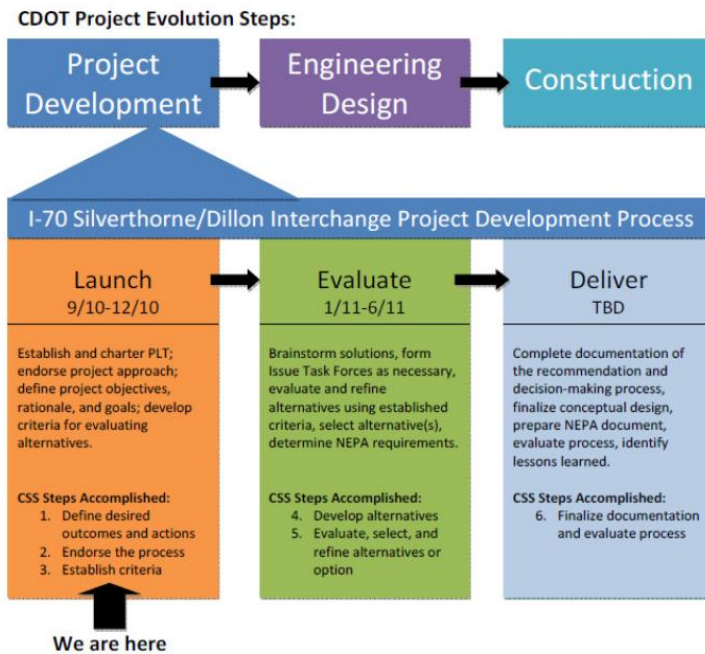 CDOT Project Evolution Steps:
Project
Development
Engineering
Design
Construction
I-70 Silverthorne/Dillon Interchange Project Development Process
Launch
9/10-12/10
Establish and charter PLT;
endorse project approach;
define project objectives,
rationale, and goals; develop
criteria for evaluating
alternatives.
CSS Steps Accomplished:
1. Define desired
outcomes and actions
2. Endorse the process
3. Establish criteria
Evaluate
1/11-6/11
Brainstorm solutions, form
Issue Task Forces as necessary,
evaluate and refine
alternatives using established
criteria, select alternative(s),
determine NEPA requirements.
CSS Steps Accomplished:
4. Develop alternatives
5. Evaluate, select, and
refine alternatives or
option
Deliver
TBD
Complete documentation of
the recommendation and
decision-making process,
finalize conceptual design,
prepare NEPA document,
evaluate process, identify
lessons learned.
CSS Steps Accomplished:
6. Finalize documentation
and evaluate process
We are here